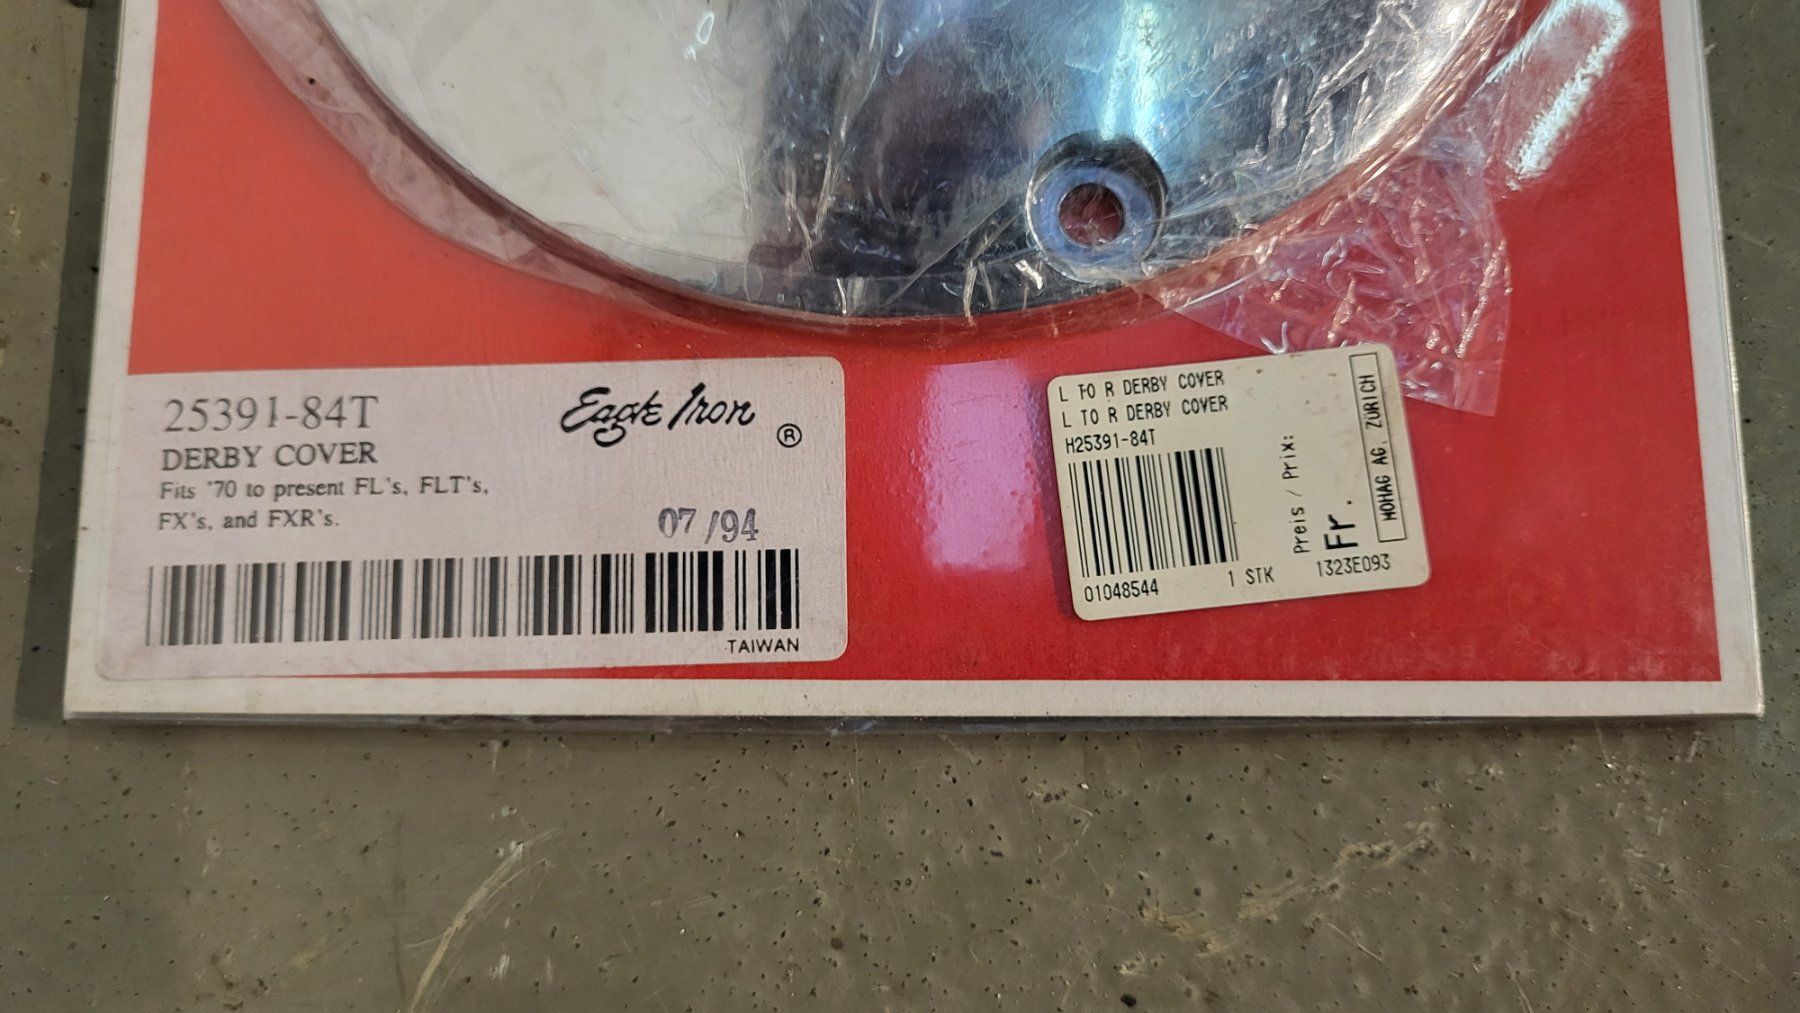 25391-84T
DERBY COVER
Fits '70 to present FL's, FLT's,
FX's, and FXR's.
Eagle Iron
®
07/94
TAIWAN
L TO R DERBY COVER
L TO R DERBY COVER
H25391-84T
01048544
1 STK
Preis / Prix:
Fr.
1323E093
MOHAG AG, ZÜRICH